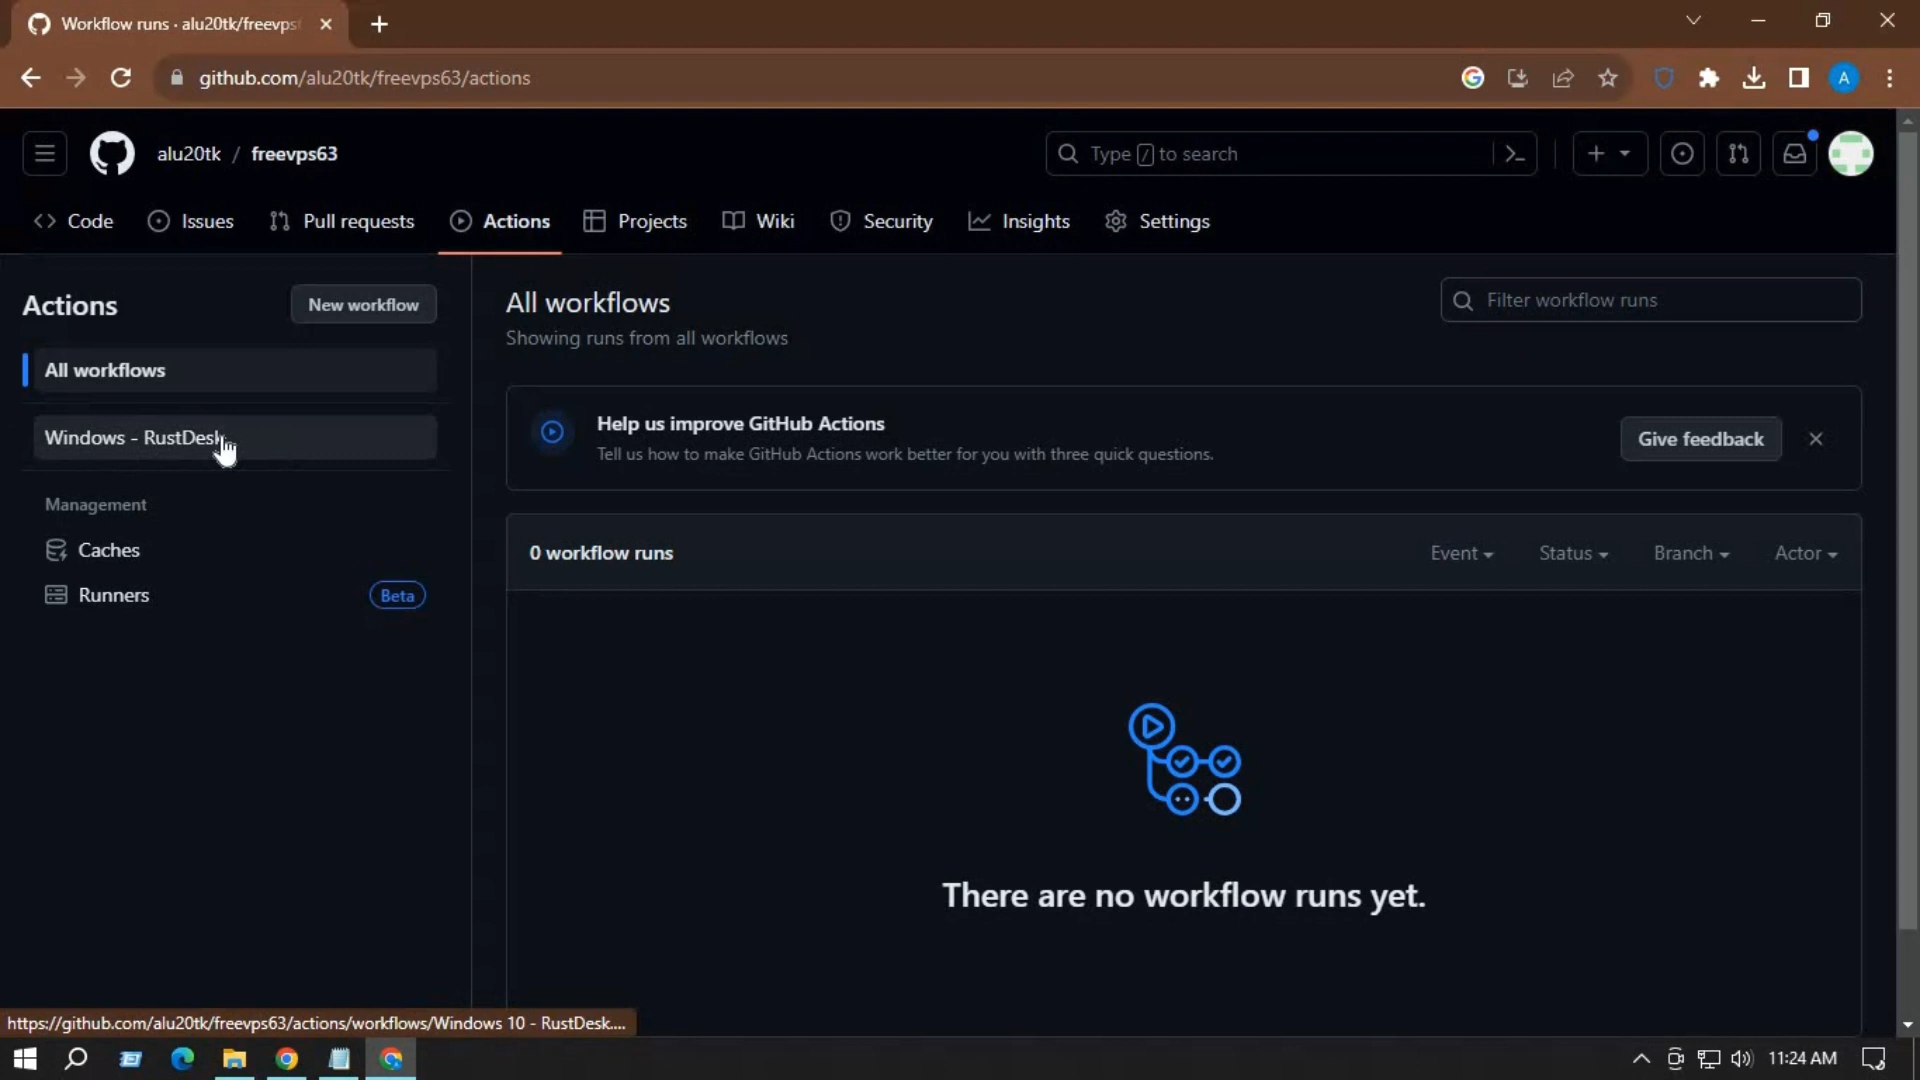 Workflow runs · alu20tk/freevps
github.com/alu20tk/freevps63/actions
A
alu20tk / freevps63
Type / to search
Code
Issues
Pull requests
Actions
Projects
Wiki
Security
Insights
Settings
Actions
New workflow
All workflows
Windows - RustDesk
Management
Caches
Runners
Beta
All workflows
Showing runs from all workflows
Filter workflow runs
Help us improve GitHub Actions
Tell us how to make GitHub Actions work better for you with three quick questions.
Give feedback
0 workflow runs
Event
Status
Branch
Actor
There are no workflow runs yet.
https://github.com/alu20tk/freevps63/actions/workflows/Windows 10 - RustDesk....
11:24 AM